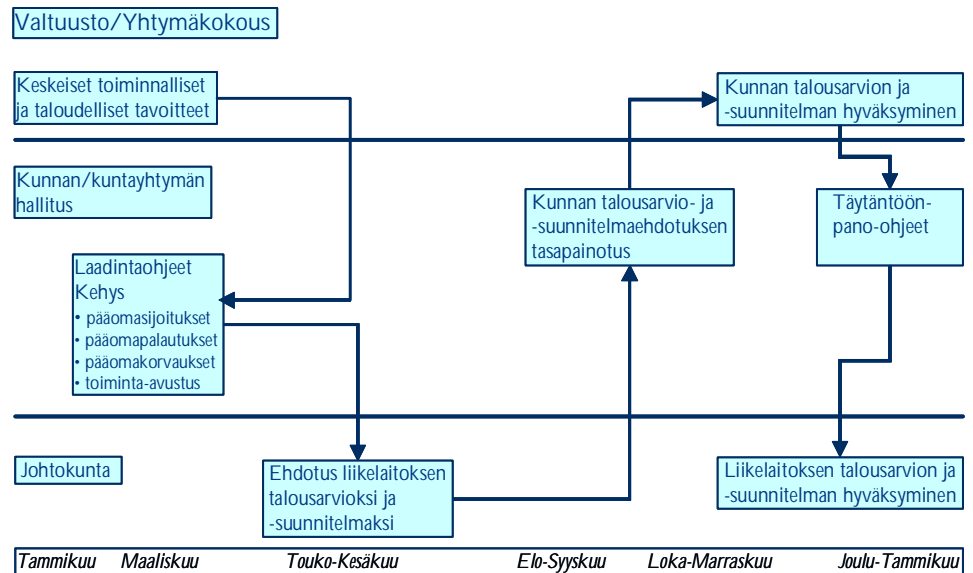 Valtuusto/Yhtymäkokous
Keskeiset toiminnalliset
ja taloudelliset tavoitteet
Kunnan talousarvion ja
-suunnitelman hyväksyminen
Kunnan/kuntayhtymän
hallitus
Kunnan talousarvio- ja
-suunnitelmaehdotuksen
tasapainotus
Täytäntöön-
pano-ohjeet
Laadintaohjeet
Kehys
• pääomasijoitukset
• pääomapalautukset
• pääomakorvaukset
• toiminta-avustus
Johtokunta
Ehdotus liikelaitoksen
talousarvioksi ja
-suunnitelmaksi
Liikelaitoksen talousarvion ja
-suunnitelman hyväksyminen
Tammikuu Maaliskuu Touko-Kesäkuu Elo-Syyskuu Loka-Marraskuu Joulu-Tammikuu